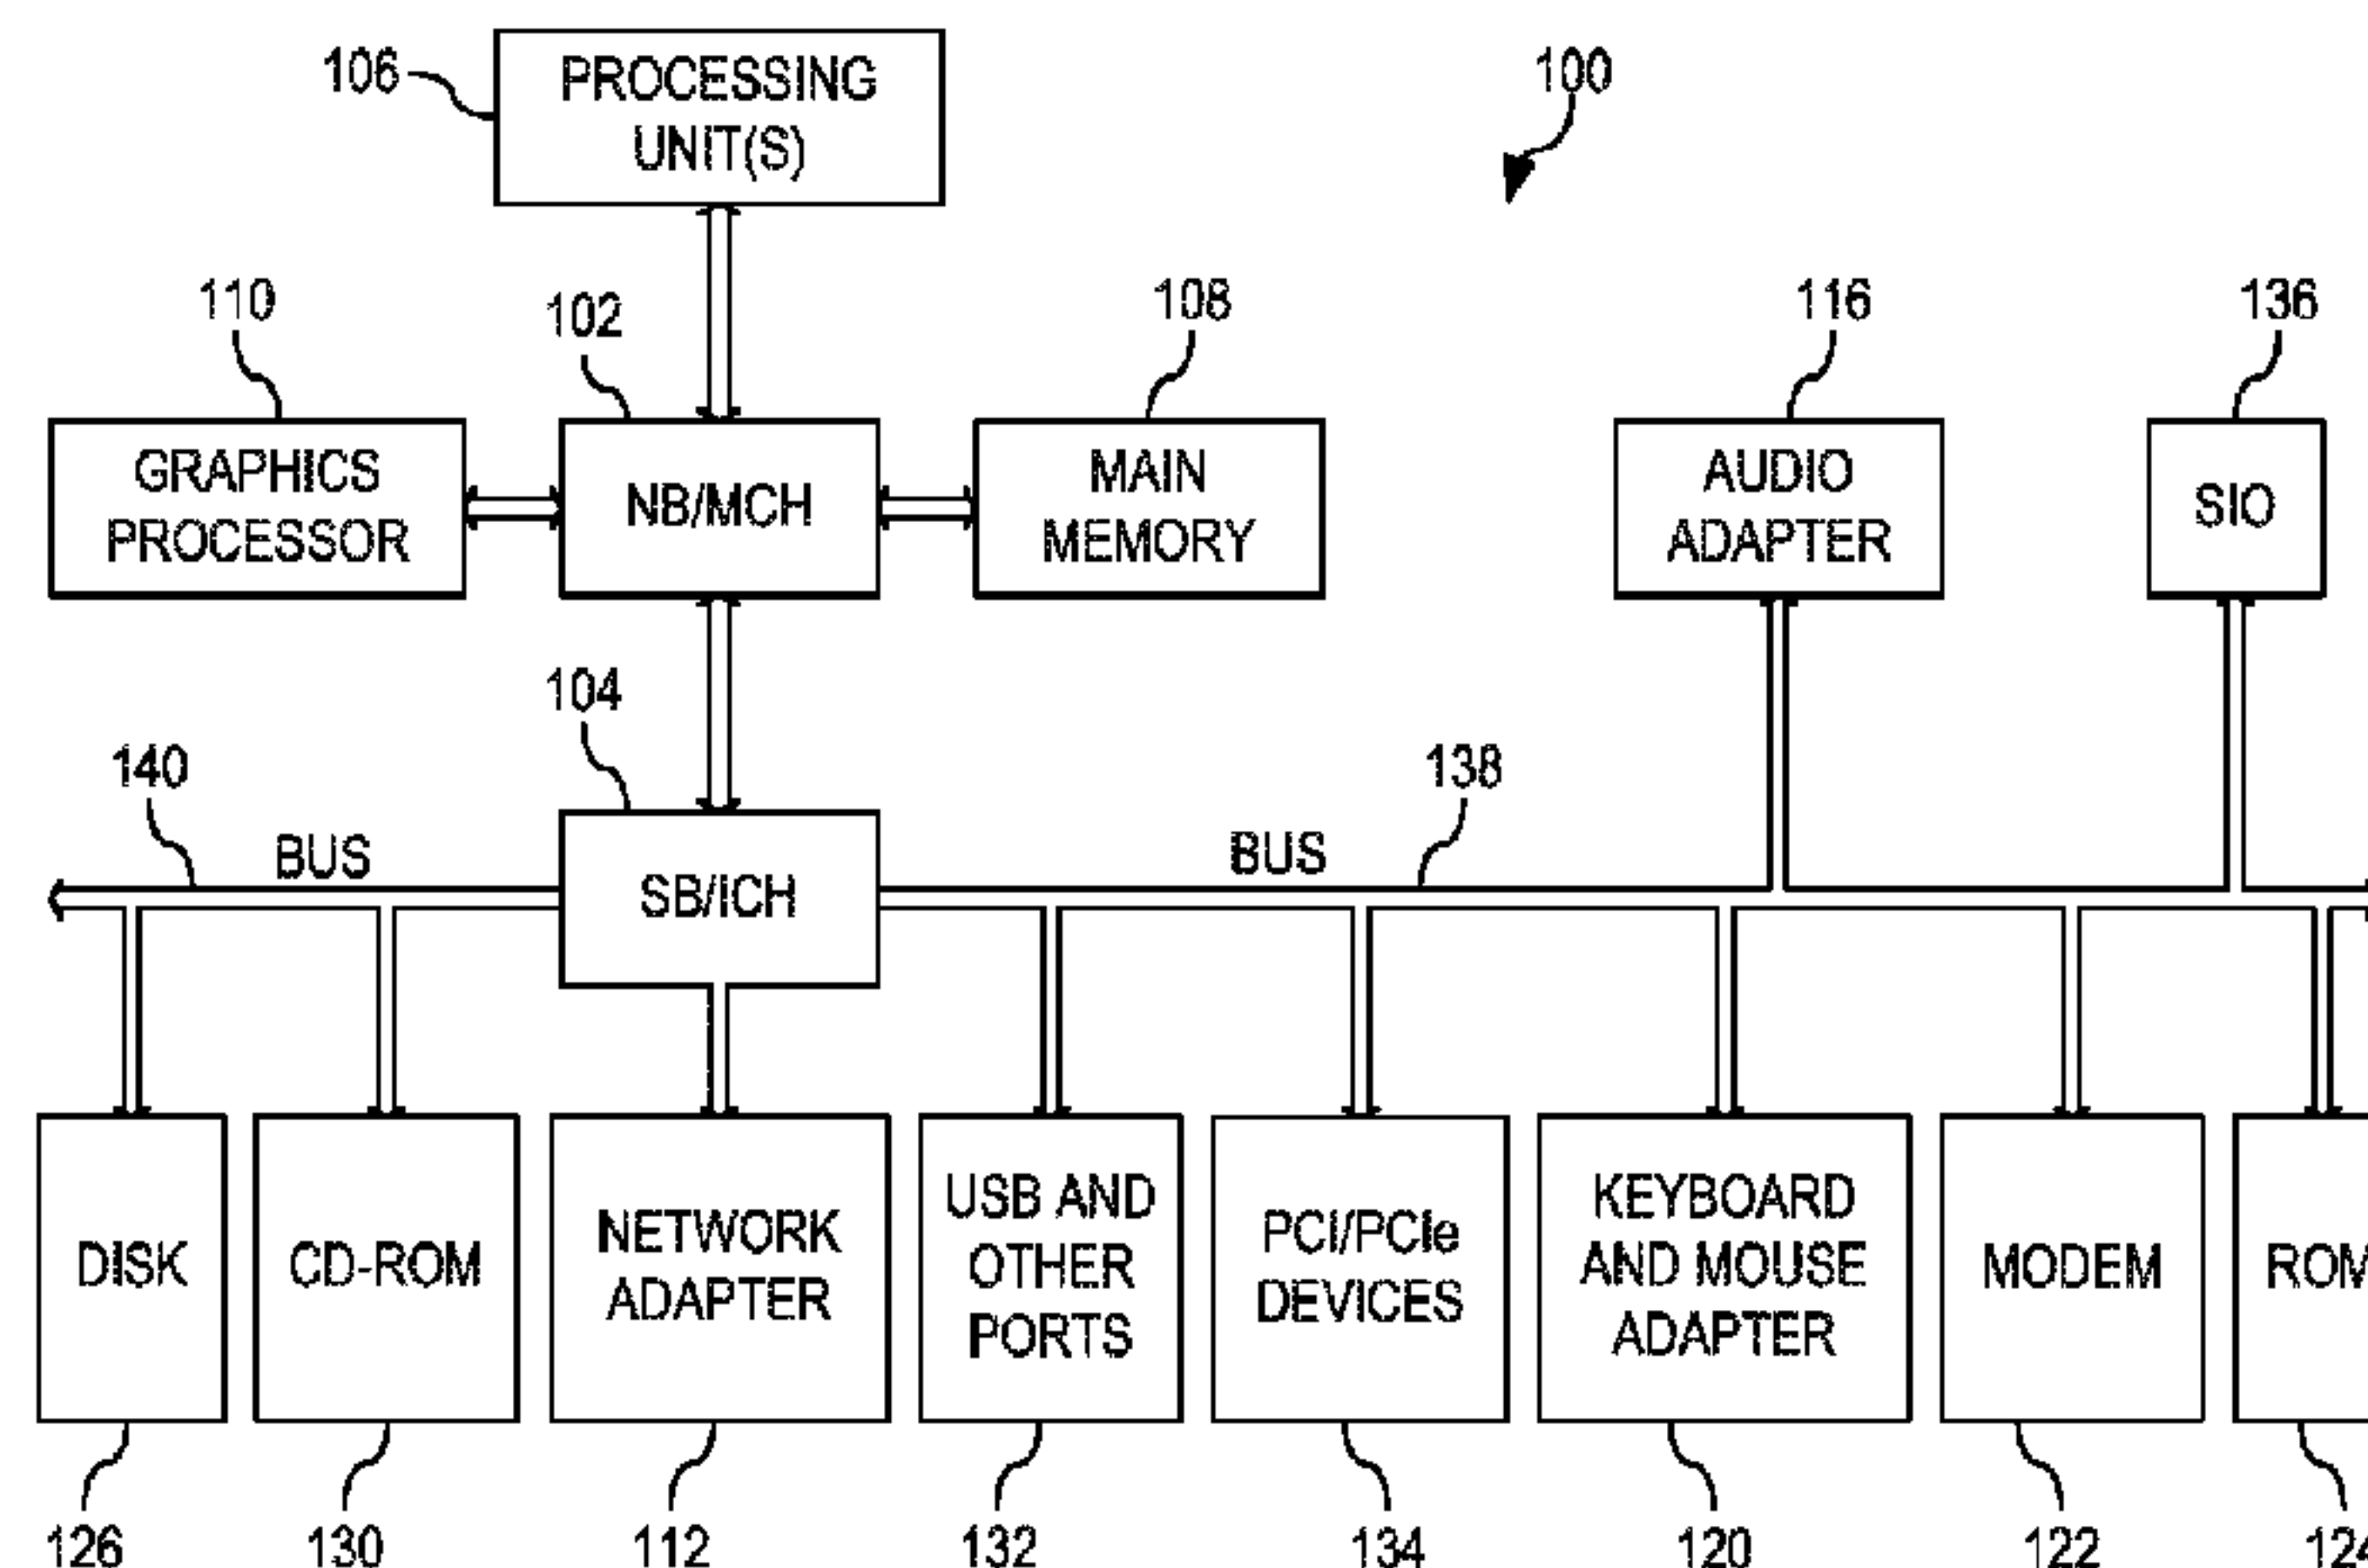 106
PROCESSING
UNIT(S)
100
110
102
108
116
136
GRAPHICS
PROCESSOR
NB/MCH
MAIN
MEMORY
AUDIO
ADAPTER
SIO
104
140
138
BUS
SB/ICH
BUS
DISK
CD-ROM
NETWORK
ADAPTER
USB AND
OTHER
PORTS
PCI/PCIe
DEVICES
KEYBOARD
AND MOUSE
ADAPTER
MODEM
ROM
126
130
112
132
134
120
122
124